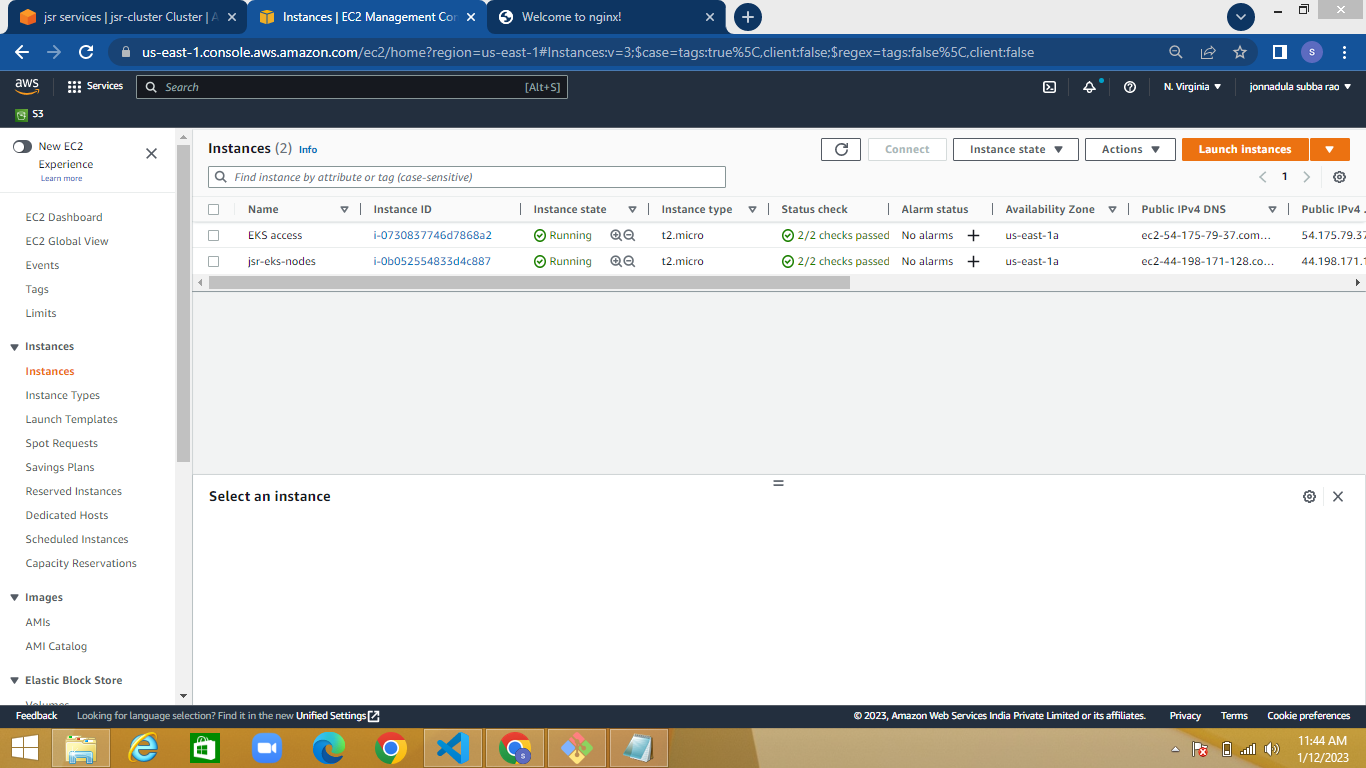 jsr services | jsr-cluster Cluster | A
Instances | EC2 Management Con
Welcome to nginx!
us-east-1.console.aws.amazon.com/ec2/home?region=us-east-1#Instances:v=3;$case=tags:true%5C,client:false;$regex=tags:false%5C,client:false
S
aws
Services
Search
[Alt+S]
N. Virginia
jonnadula subba rao
S3
New EC2
Experience
Learn more
EC2 Dashboard
EC2 Global View
Events
Tags
Limits
Instances
Instances
Instance Types
Launch Templates
Spot Requests
Savings Plans
Reserved Instances
Dedicated Hosts
Scheduled Instances
Capacity Reservations
Images
AMIs
AMI Catalog
Elastic Block Store
Volumes
Instances (2) Info
Connect
Instance state
Actions
Launch instances
Find instance by attribute or tag (case-sensitive)
1
Name Instance ID Instance state Instance type Status check Alarm status Availability Zone Public IPv4 DNS Public IPv4
EKS access i-0730837746d7868a2 Running t2.micro 2/2 checks passed No alarms us-east-1a ec2-54-175-79-37.com... 54.175.79.37
jsr-eks-nodes i-0b052554833d4c887 Running t2.micro 2/2 checks passed No alarms us-east-1a ec2-44-198-171-128.co... 44.198.171.1
Select an instance
Feedback Looking for language selection? Find it in the new Unified Settings
© 2023, Amazon Web Services India Private Limited or its affiliates. Privacy Terms Cookie preferences
S
11:44 AM
1/12/2023